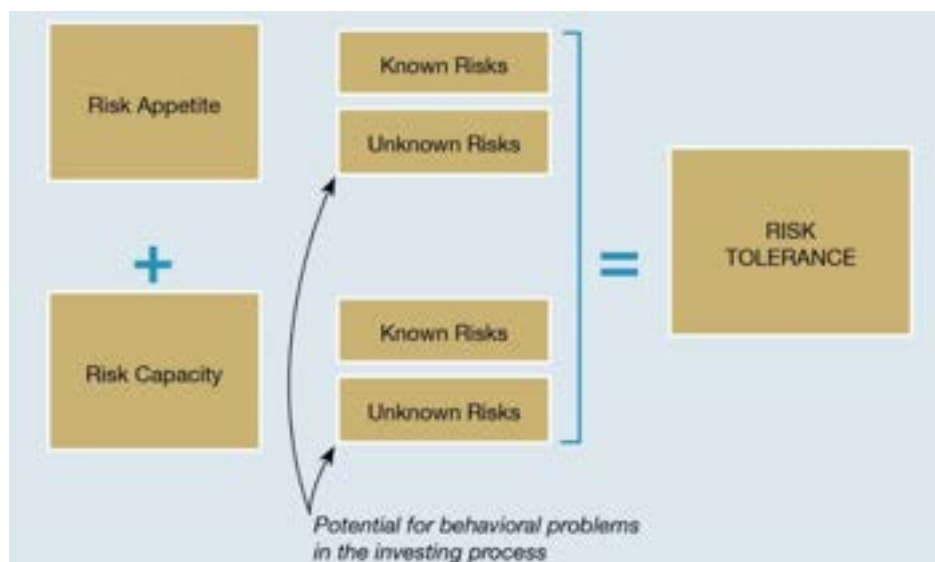 Risk Appetite
Known Risks
Unknown Risks
+
Risk Capacity
Known Risks
Unknown Risks
=
RISK
TOLERANCE
Potential for behavioral problems
in the investing process